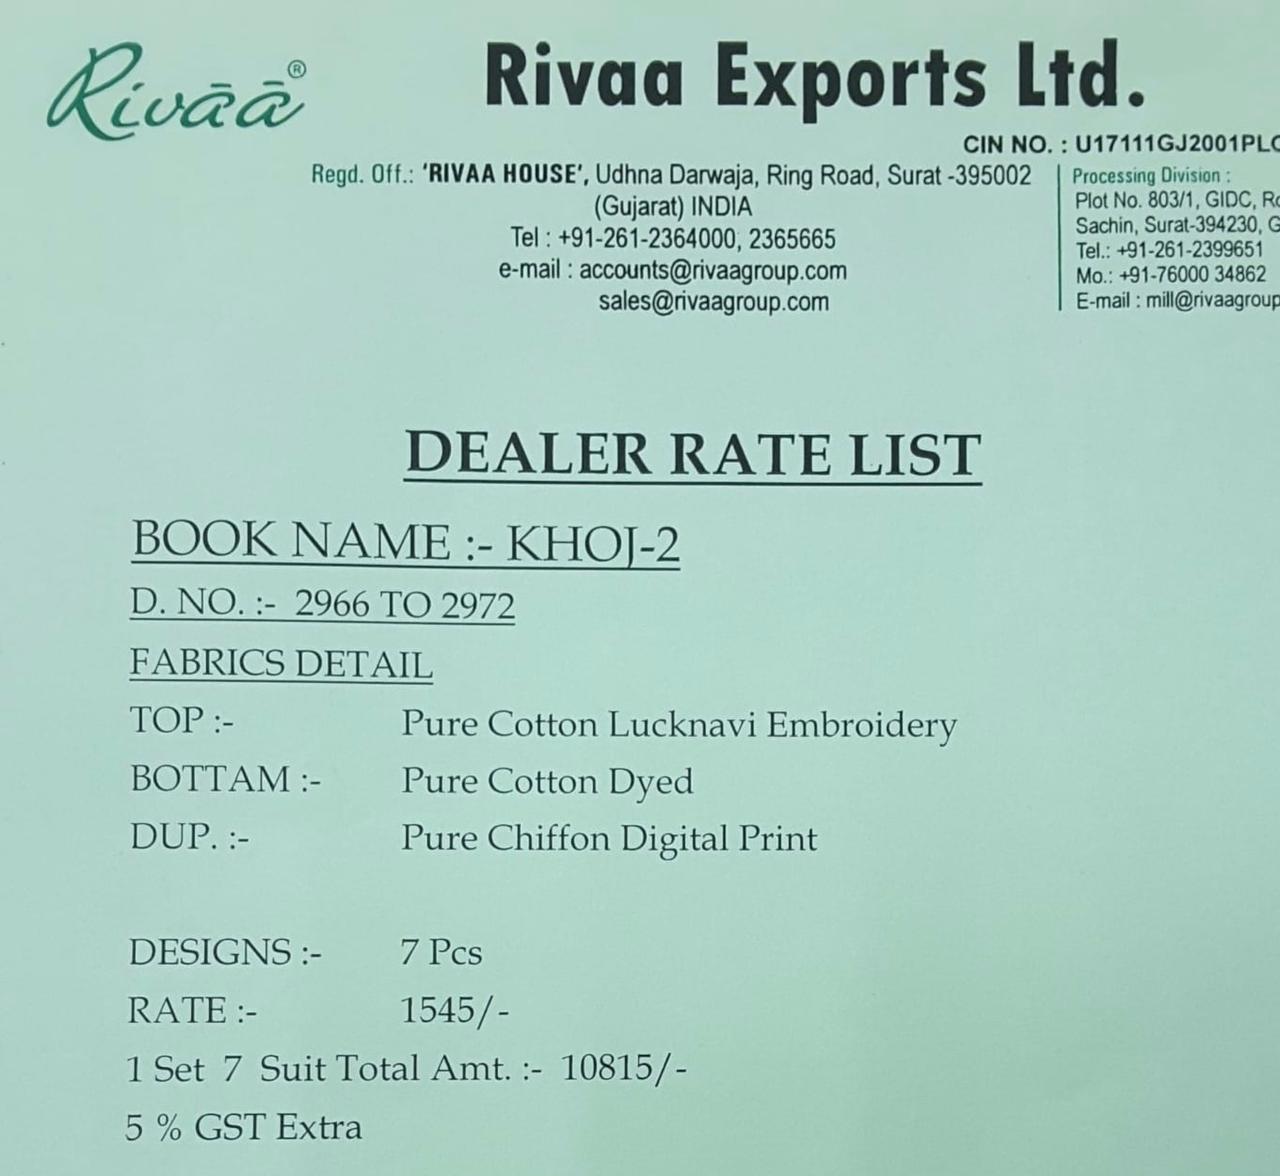 Rivāā®
Rivaa Exports Ltd.
CIN NO. : U17111GJ2001PLC
Regd. Off.: 'RIVAA HOUSE', Udhna Darwaja, Ring Road, Surat -395002
(Gujarat) INDIA
Tel : +91-261-2364000, 2365665
e-mail : accounts@rivaagroup.com
sales@rivaagroup.com
Processing Division :
Plot No. 803/1, GIDC,
Sachin, Surat-394230,
Tel.: +91-261-2399651
Mo.: +91-76000 34862
E-mail : mill@rivaagroup
DEALER RATE LIST
BOOK NAME :- KHOJ-2
D. NO. :- 2966 TO 2972
FABRICS DETAIL
TOP :- Pure Cotton Lucknavi Embroidery
BOTTAM :- Pure Cotton Dyed
DUP. :- Pure Chiffon Digital Print
DESIGNS :- 7 Pcs
RATE :- 1545/-
1 Set 7 Suit Total Amt. :- 10815/-
5 % GST Extra